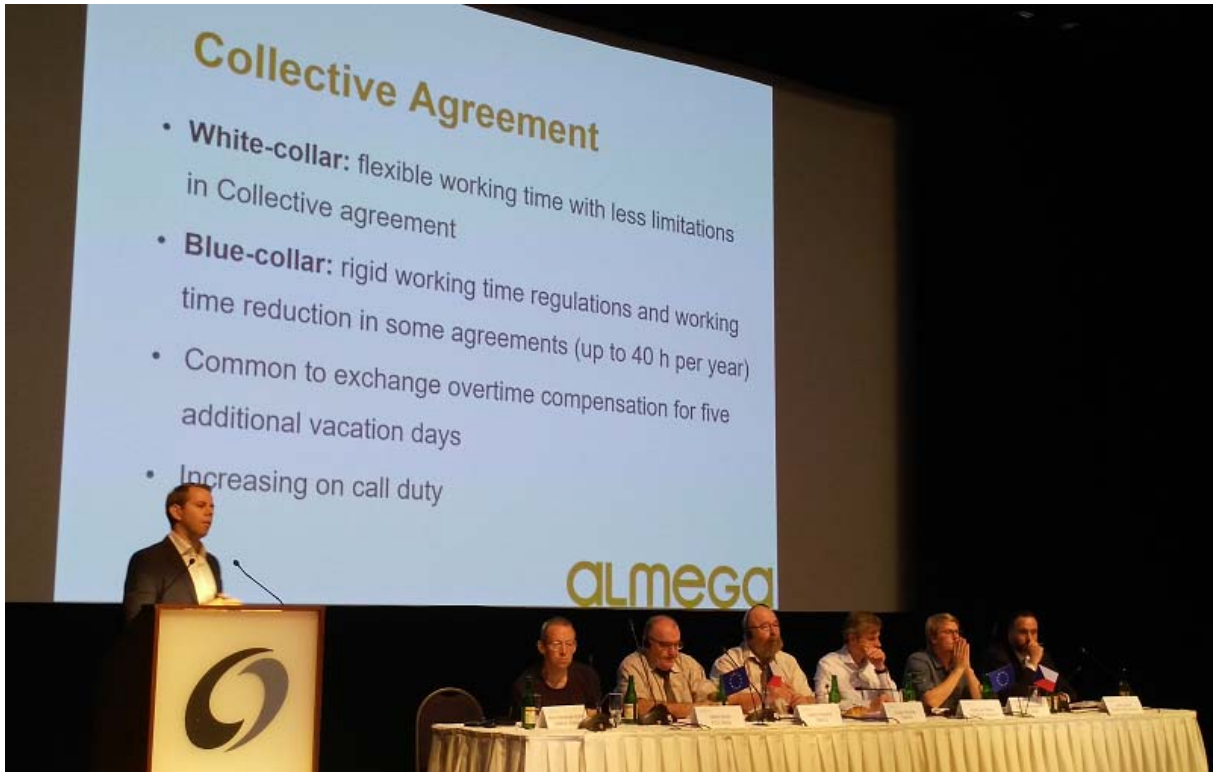 Collective Agreement
• White-collar: flexible working time with less limitations
in Collective agreement
• Blue-collar: rigid working time regulations and working
time reduction in some agreements (up to 40 h per year)
• Common to exchange overtime compensation for five
additional vacation days
• Increasing on call duty
almega